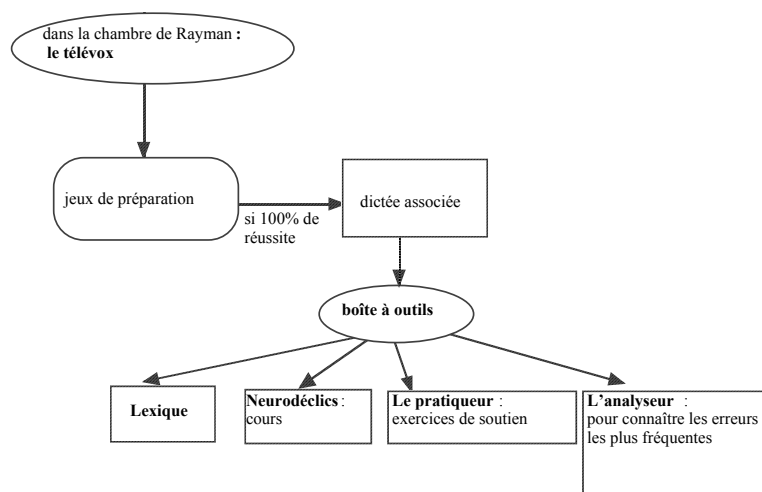 dans la chambre de Rayman :
le télévox
jeux de préparation
si 100% de
réussite
dictée associée
boîte à outils
Lexique
Neurodéclics :
cours
Le pratiqueur :
exercices de soutien
L'analyseur :
pour connaître les erreurs
les plus fréquentes